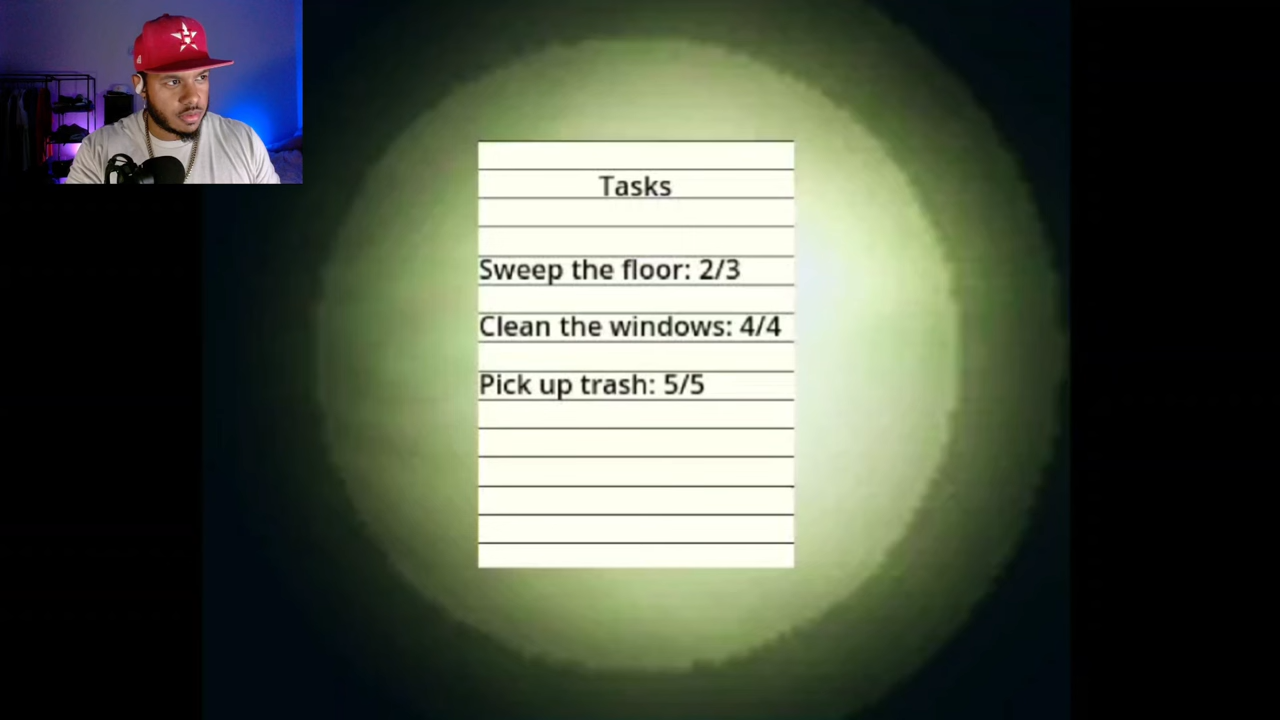 Tasks
Sweep the floor: 2/3
Clean the windows: 4/4
Pick up trash: 5/5